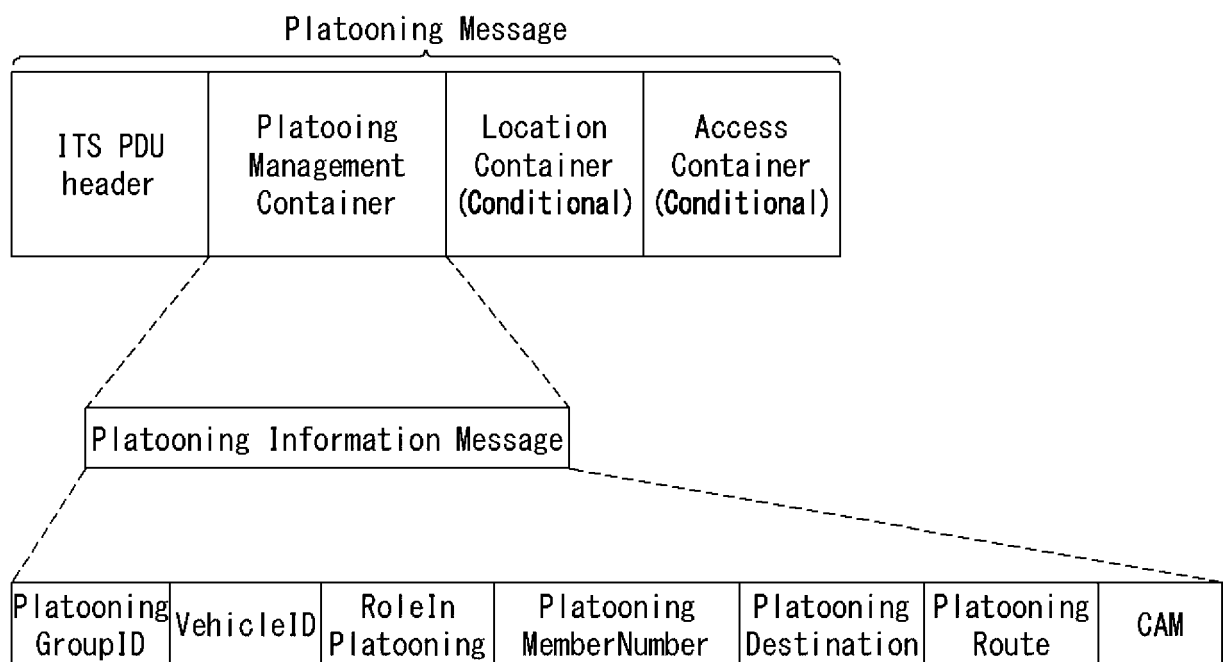 Platooning Message
ITS PDU
header
Platooing
Management
Container
Location
Container
(Conditional)
Access
Container
(Conditional)
Platooning Information Message
Platooning
GroupID
VehicleID
RoleIn
Platooning
Platooning
MemberNumber
Platooning
Destination
Platooning
Route
CAM